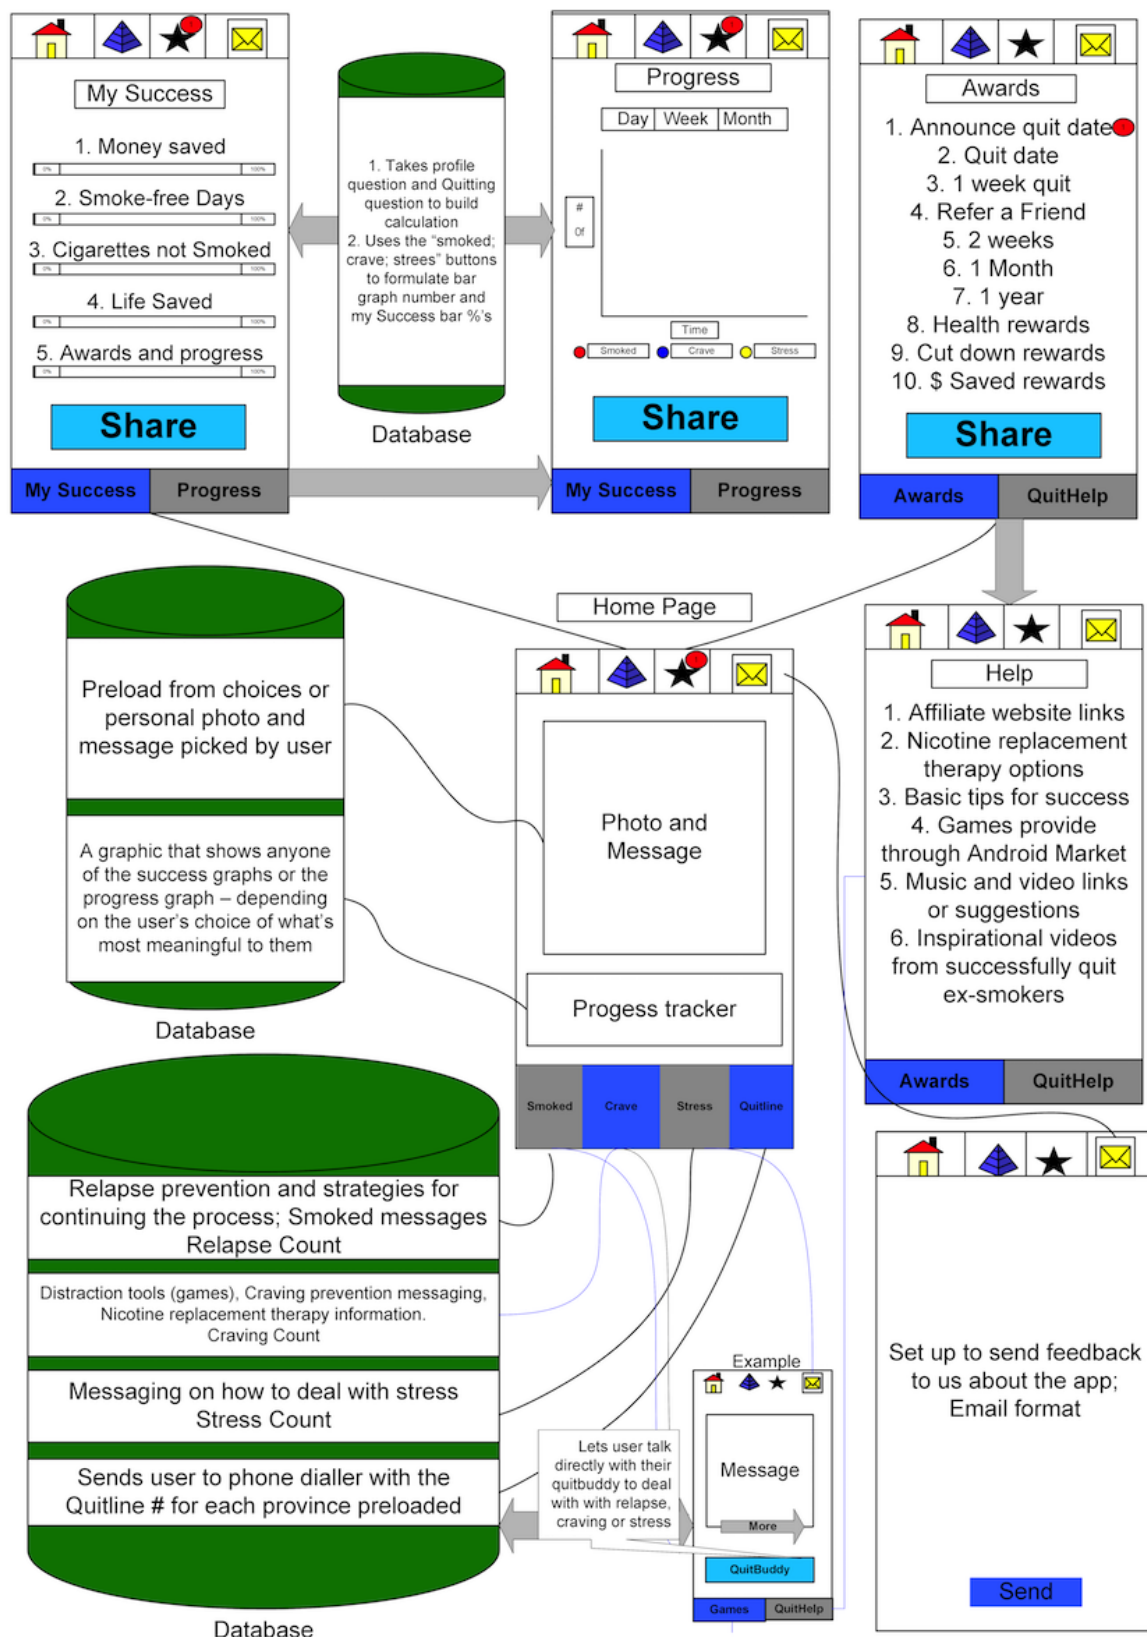 My Success
1. Money saved
0% 100%
2. Smoke-free Days
0% 100%
3. Cigarettes not Smoked
0% 100%
4. Life Saved
0% 100%
5. Awards and progress
0% 100%
Share
My Success Progress
1. Takes profile
question and Quitting
question to build
calculation
2. Uses the “smoked;
crave; strees” buttons
to formulate bar
graph number and
my Success bar %'s
Database
Progress
Day Week Month
#
Of
Time
Smoked Crave Stress
Share
My Success Progress
Awards
1. Announce quit date
2. Quit date
3. 1 week quit
4. Refer a Friend
5. 2 weeks
6. 1 Month
7. 1 year
8. Health rewards
9. Cut down rewards
10. $ Saved rewards
Share
Awards QuitHelp
Preload from choices or
personal photo and
message picked by user
A graphic that shows anyone
of the success graphs or the
progress graph – depending
on the user's choice of what's
most meaningful to them
Database
Home Page
Photo and
Message
Progess tracker
Smoked Crave Stress Quitline
Help
1. Affiliate website links
2. Nicotine replacement
therapy options
3. Basic tips for success
4. Games provide
through Android Market
5. Music and video links
or suggestions
6. Inspirational videos
from successfully quit
ex-smokers
Awards QuitHelp
Relapse prevention and strategies for
continuing the process; Smoked messages
Relapse Count
Distraction tools (games), Craving prevention messaging,
Nicotine replacement therapy information.
Craving Count
Messaging on how to deal with stress
Stress Count
Sends user to phone dialler with the
Quitline # for each province preloaded
Database
Lets user talk
directly with their
quitbuddy to deal
with with relapse,
craving or stress
Example
Message
More
QuitBuddy
Games QuitHelp
Set up to send feedback
to us about the app;
Email format
Send